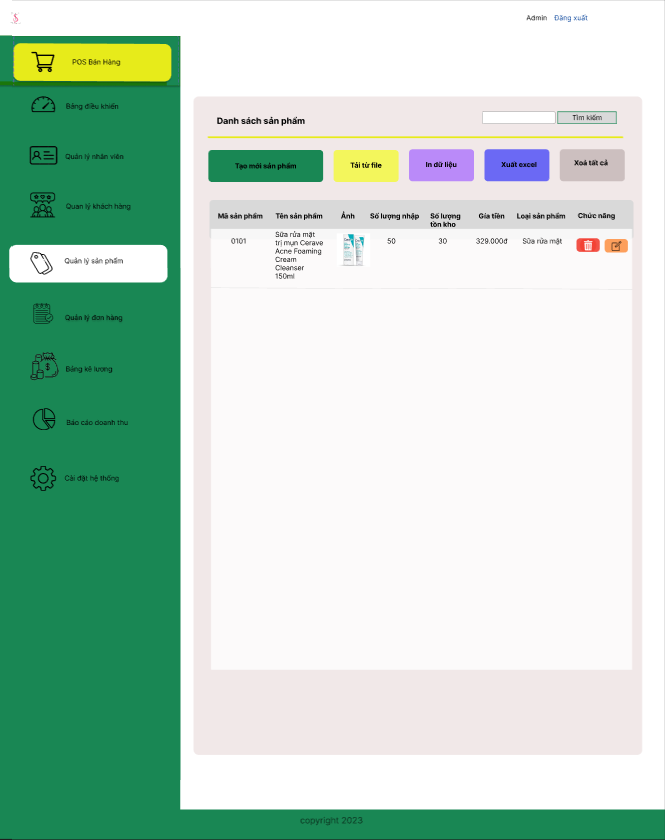 S
Admin Đăng xuất
POS Bán Hàng
Bảng điều khiển
Quản lý nhân viên
Quan lý khách hàng
Quản lý sản phẩm
Quản lý đơn hàng
Bảng kê lương
Báo cáo doanh thu
Cài đặt hệ thống
Danh sách sản phẩm
Tìm kiếm
Tạo mới sản phẩm
Tải từ file
In dữ liệu
Xuất excel
Xoá tất cả
Mã sản phẩm Tên sản phẩm Ảnh Số lượng nhập Số lượng Gía tiền Loại sản phẩm Chức năng
tồn kho
0101 Sữa rửa mặt 50 30 329.000đ Sữa rửa mặt
trị mụn Cerave
Acne Foaming
Cream
Cleanser
150ml
copyright 2023